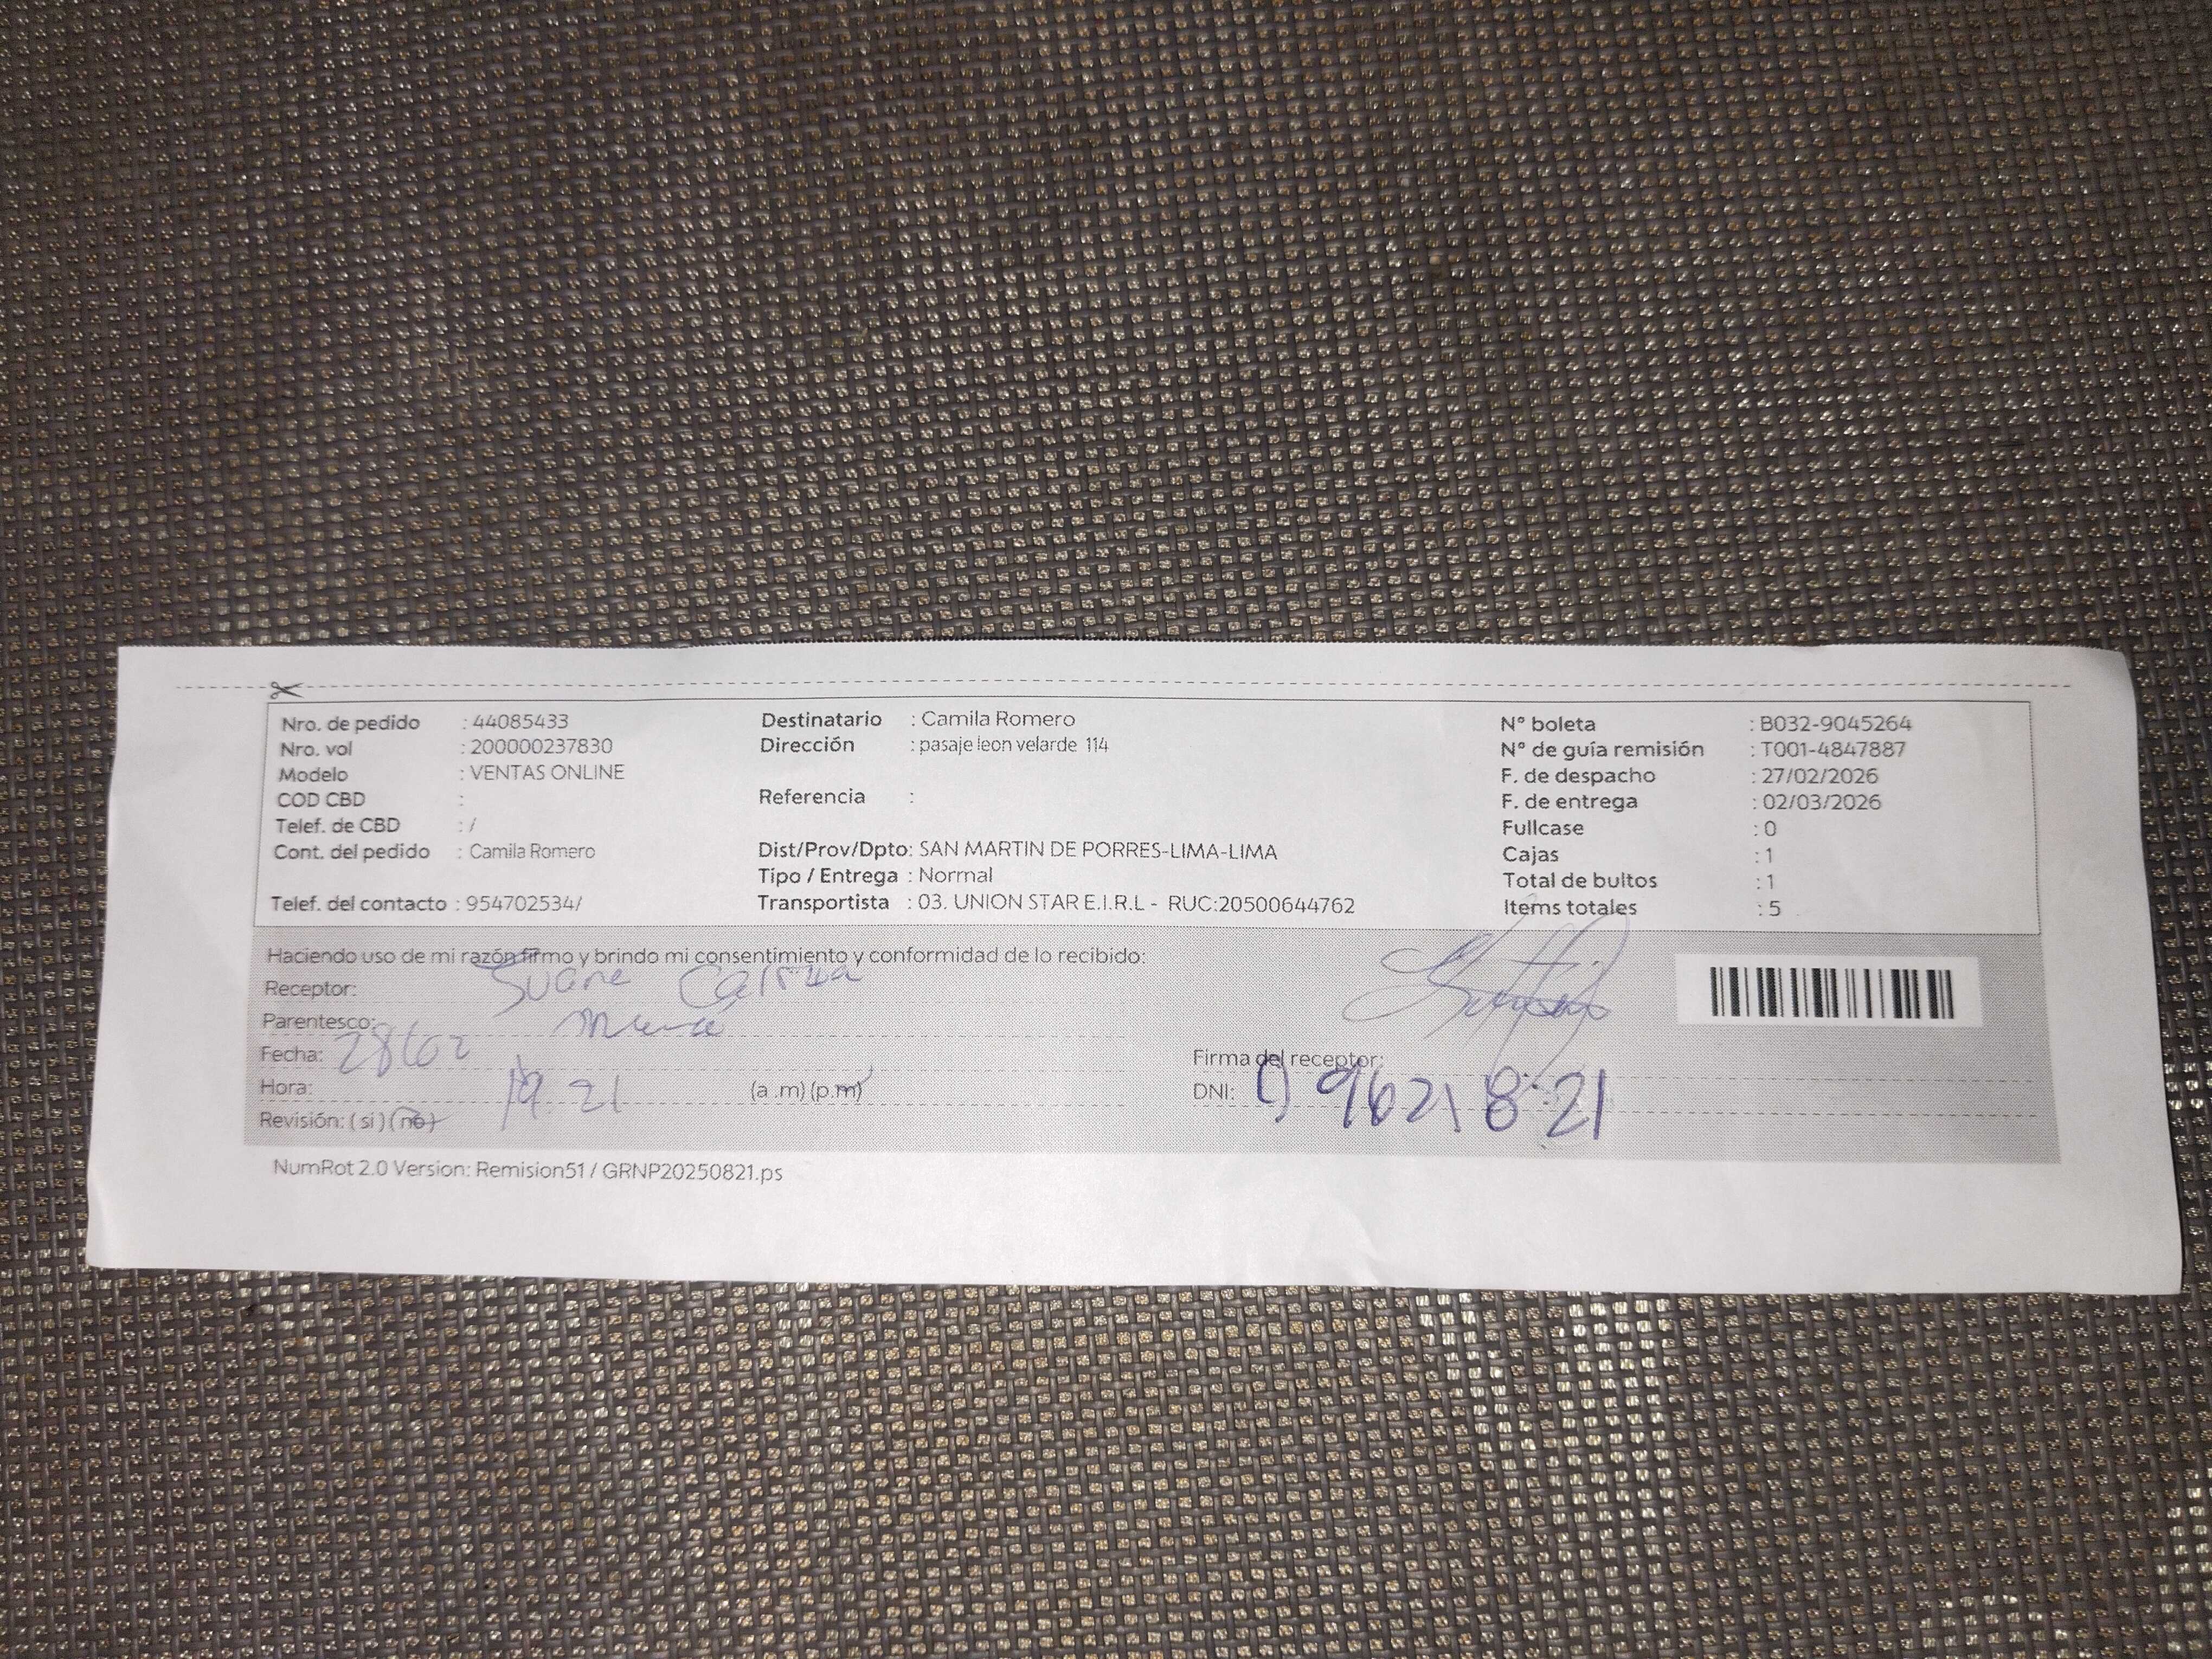 Nro. de pedido : 44085433
Nro. vol : 200000237830
Modelo : VENTAS ONLINE
COD CBD :
Telef. de CBD : /
Cont. del pedido : Camila Romero
Telef. del contacto : 954702534/
Destinatario : Camila Romero
Dirección : pasaje leon velarde 114
Referencia :
Dist/Prov/Dpto: SAN MARTIN DE PORRES-LIMA-LIMA
Tipo / Entrega : Normal
Transportista : 03. UNION STAR E.I.R.L - RUC:20500644762
N° boleta : B032-9045264
N° de guía remisión : T001-4847887
F. de despacho : 27/02/2026
F. de entrega : 02/03/2026
Fullcase : 0
Cajas : 1
Total de bultos : 1
Items totales : 5
Haciendo uso de mi razón firmo y brindo mi consentimiento y conformidad de lo recibido:
Receptor:
Parentesco:
Fecha: 28/02
Hora: 19:21 (a.m) (p.m)
Revisión: (si) (no)
Firma del receptor:
DNI: 09621821
NumRot 2.0 Version: Remision51 / GRNP20250821.ps